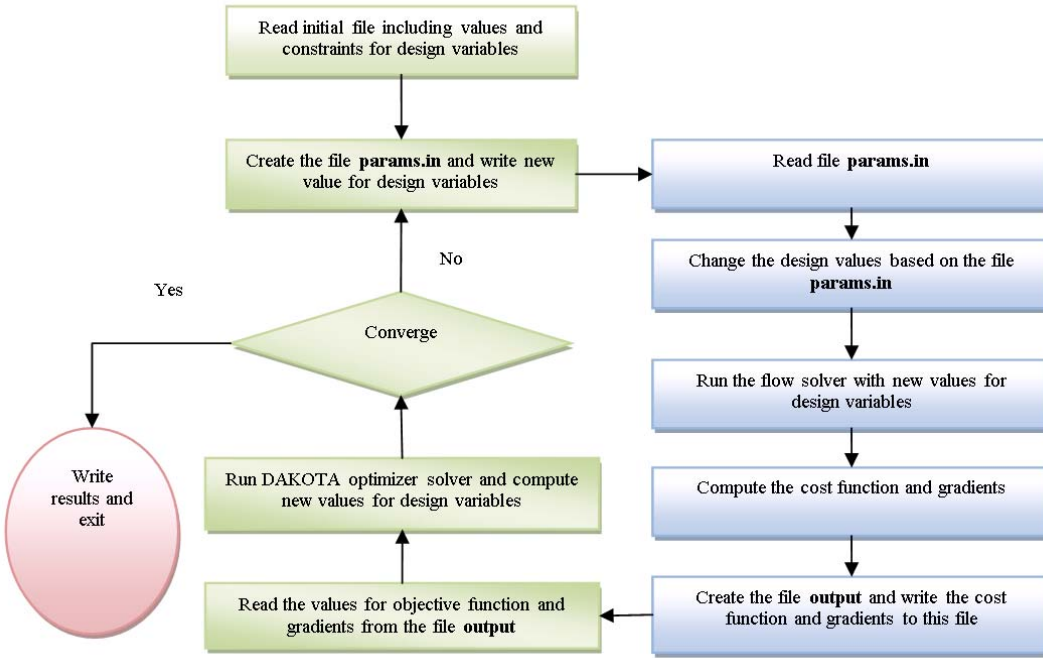 Read initial file including values and
constraints for design variables
Create the file params.in and write new
value for design variables
Read file params.in
Change the design values based on the file
params.in
No
Yes
Converge
Run the flow solver with new values for
design variables
Write
results and
exit
Run DAKOTA optimizer solver and compute
new values for design variables
Compute the cost function and gradients
Read the values for objective function and
gradients from the file output
Create the file output and write the cost
function and gradients to this file